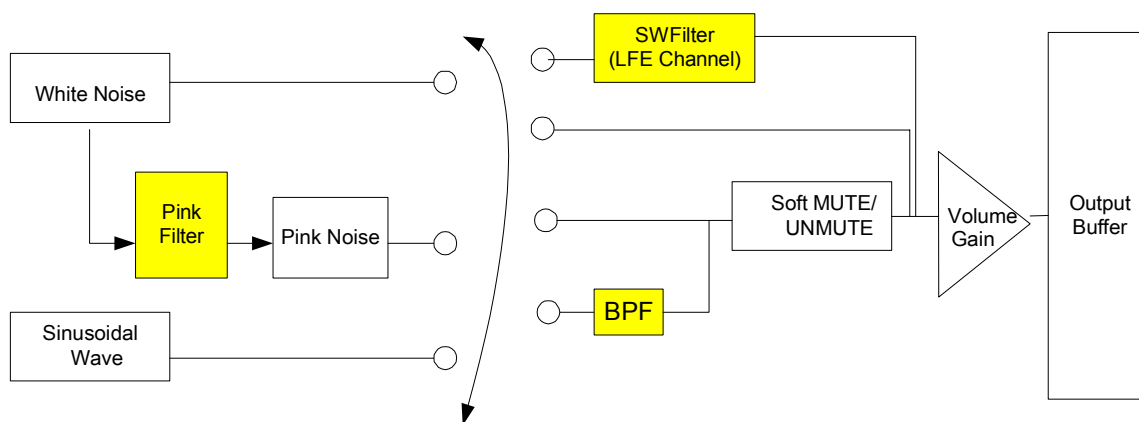 White Noise
Pink
Filter
Pink Noise
Sinusoidal
Wave
SWFilter
(LFE Channel)
Soft MUTE/
UNMUTE
BPF
Volume
Gain
Output
Buffer